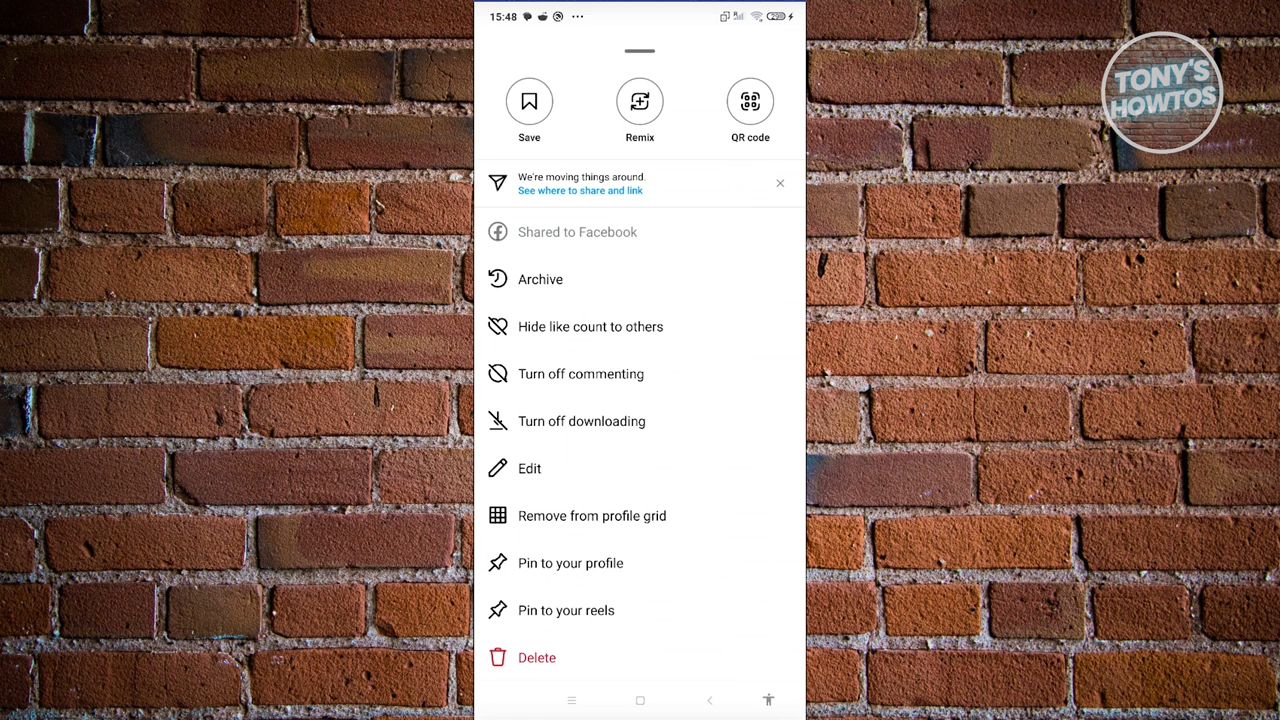 15:48
TONY'S
HOWTOS
Save
Remix
QR code
We're moving things around.
See where to share and link
Shared to Facebook
Archive
Hide like count to others
Turn off commenting
Turn off downloading
Edit
Remove from profile grid
Pin to your profile
Pin to your reels
Delete